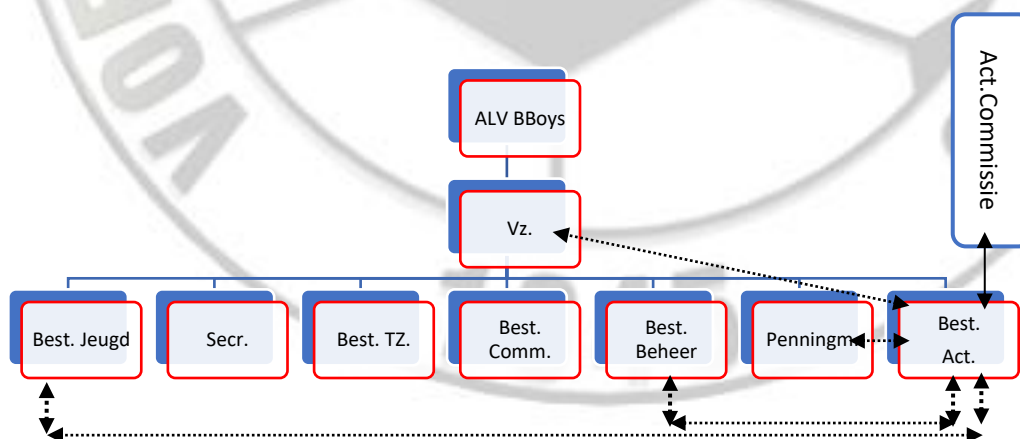 Act.Commissie
ALV BBoys
Vz.
Best. Jeugd
Secr.
Best. TZ.
Best.
Comm.
Best.
Beheer
Penningm
Best.
Act.